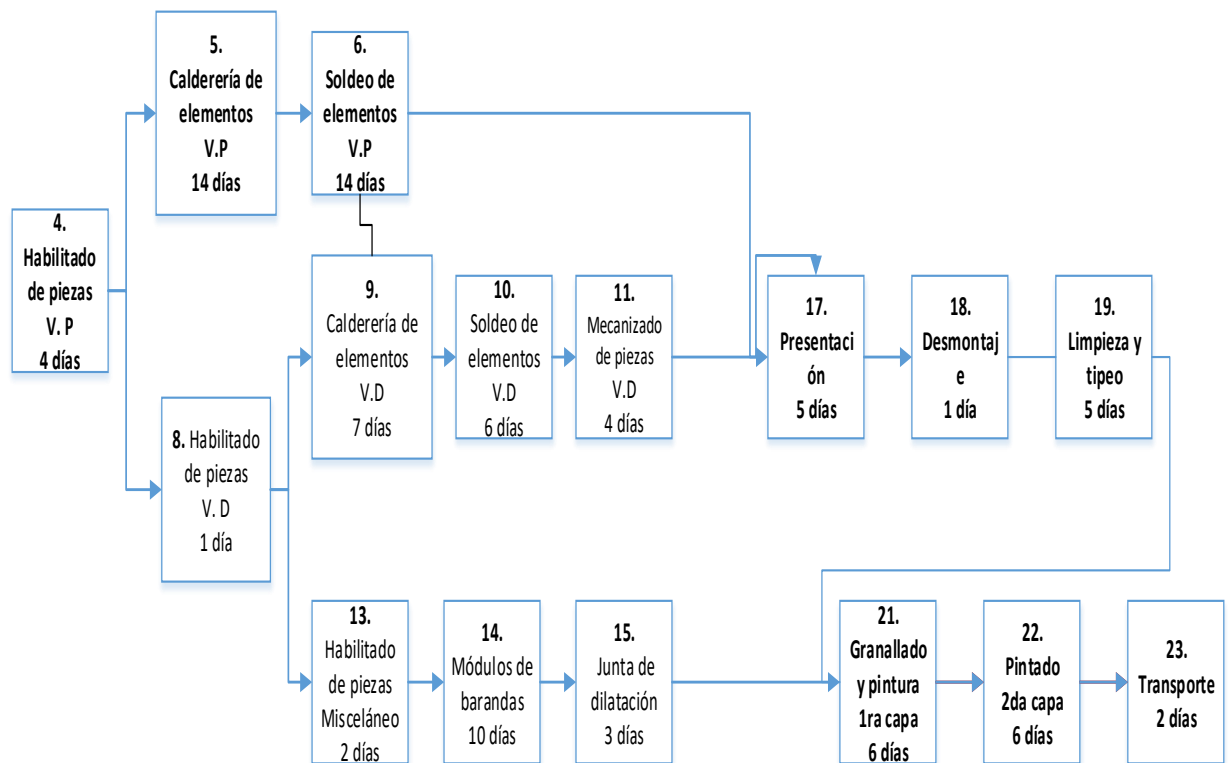 5.
Calderería de
elementos
V.P
14 días
6.
Soldeo de
elementos
V.P
14 días
4.
Habilitado
de piezas
V. P
4 días
9.
Calderería de
elementos
V.D
7 días
10.
Soldeo de
elementos
V.D
6 días
11.
Mecanizado
de piezas
V.D
4 días
17.
Presentaci
ón
5 días
18.
Desmontaj
e
1 día
19.
Limpieza y
tipeo
5 días
8. Habilitado
de piezas
V. D
1 día
13.
Habilitado
de piezas
Misceláneo
2 días
14.
Módulos de
barandas
10 días
15.
Junta de
dilatación
3 días
21.
Granallado
y pintura
1ra capa
6 días
22.
Pintado
2da capa
6 días
23.
Transporte
2 días